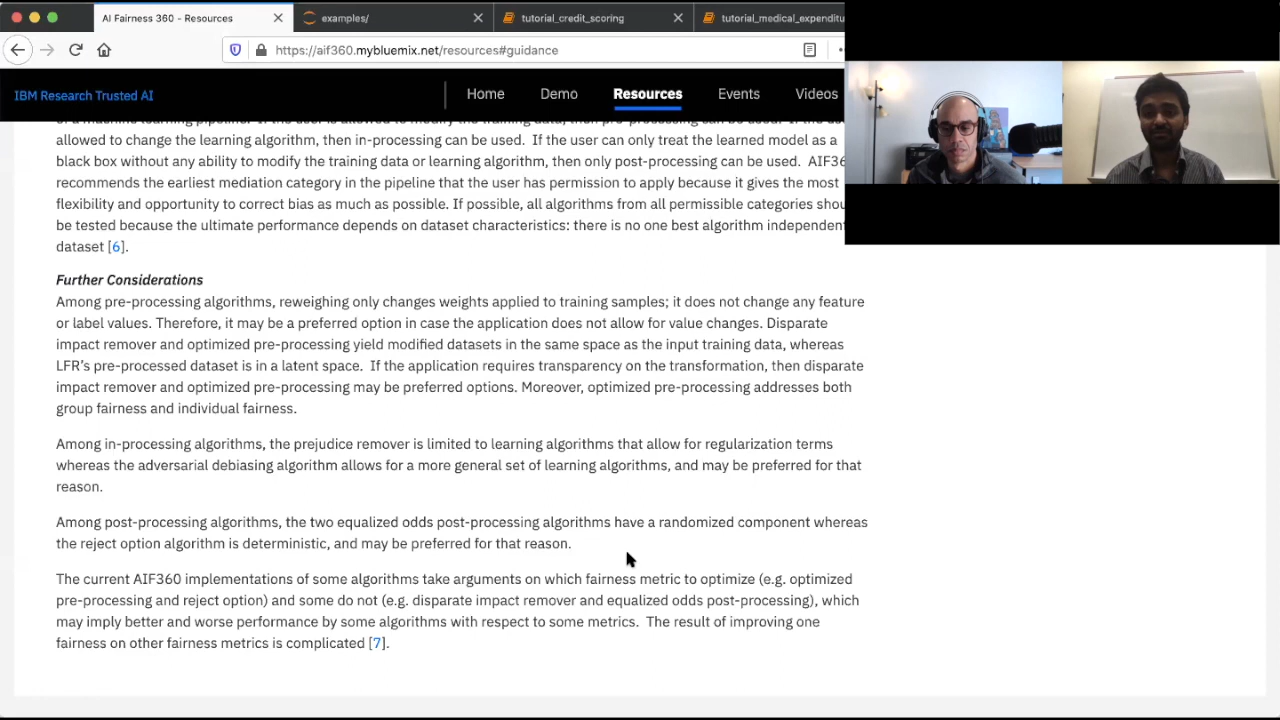 AI Fairness 360 - Resources
examples/
tutorial_credit_scoring
tutorial_medical_expenditu
https://aif360.mybluemix.net/resources#guidance
IBM Research Trusted AI
Home
Demo
Resources
Events
Videos
allowed to change the learning algorithm, then in-processing can be used. If the user can only treat the learned model as a
black box without any ability to modify the training data or learning algorithm, then only post-processing can be used. AIF36
recommends the earliest mediation category in the pipeline that the user has permission to apply because it gives the most
flexibility and opportunity to correct bias as much as possible. If possible, all algorithms from all permissible categories shou
be tested because the ultimate performance depends on dataset characteristics: there is no one best algorithm independent
dataset [6].
Further Considerations
Among pre-processing algorithms, reweighing only changes weights applied to training samples; it does not change any feature
or label values. Therefore, it may be a preferred option in case the application does not allow for value changes. Disparate
impact remover and optimized pre-processing yield modified datasets in the same space as the input training data, whereas
LFR's pre-processed dataset is in a latent space. If the application requires transparency on the transformation, then disparate
impact remover and optimized pre-processing may be preferred options. Moreover, optimized pre-processing addresses both
group fairness and individual fairness.
Among in-processing algorithms, the prejudice remover is limited to learning algorithms that allow for regularization terms
whereas the adversarial debiasing algorithm allows for a more general set of learning algorithms, and may be preferred for that
reason.
Among post-processing algorithms, the two equalized odds post-processing algorithms have a randomized component whereas
the reject option algorithm is deterministic, and may be preferred for that reason.
The current AIF360 implementations of some algorithms take arguments on which fairness metric to optimize (e.g. optimized
pre-processing and reject option) and some do not (e.g. disparate impact remover and equalized odds post-processing), which
may imply better and worse performance by some algorithms with respect to some metrics. The result of improving one
fairness on other fairness metrics is complicated [7].